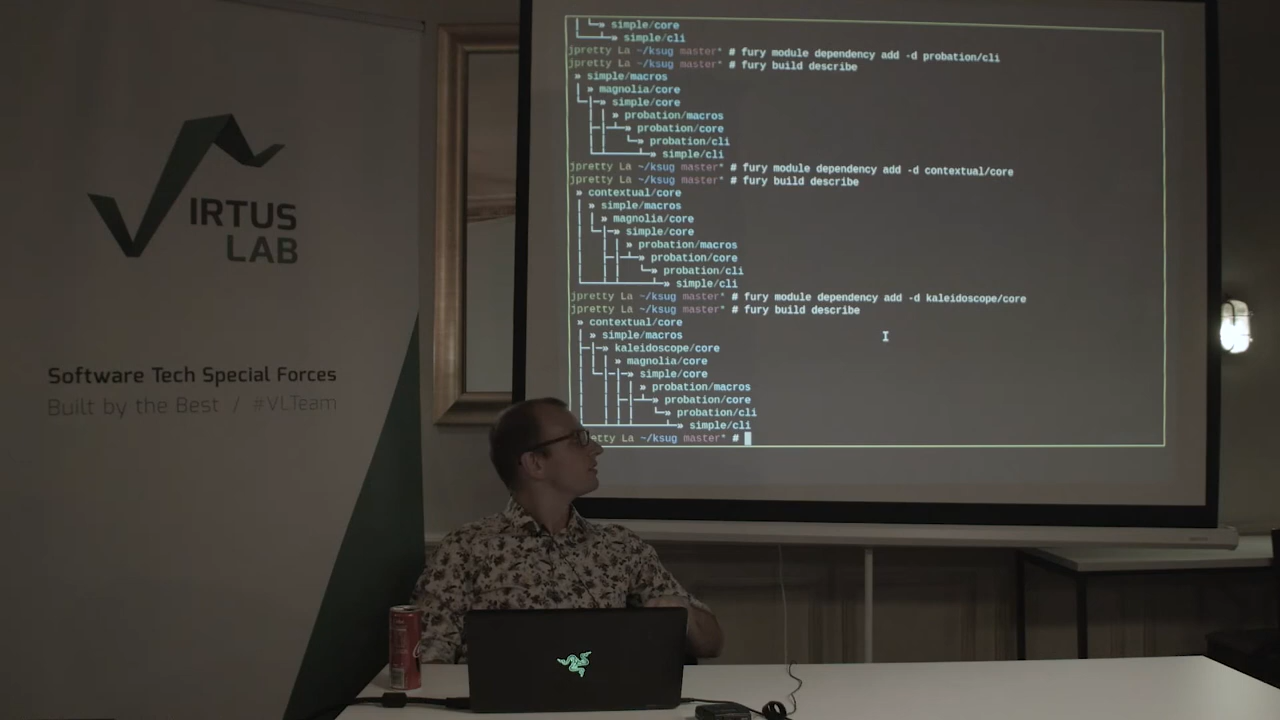 VIRTUS
LAB
Software Tech Special Forces
Built by the Best / #VLTeam
│ └─» simple/core
└───┴─» simple/cli
jpretty La ~/ksug master* # fury module dependency add -d probation/cli
jpretty La ~/ksug master* # fury build describe
» simple/macros
│ » magnolia/core
└─┼─» simple/core
│ │ » probation/macros
├─┼─┴─» probation/core
│ │ └─» probation/cli
└─────┴─» simple/cli
jpretty La ~/ksug master* # fury module dependency add -d contextual/core
jpretty La ~/ksug master* # fury build describe
» contextual/core
│ » simple/macros
│ │ » magnolia/core
│ └─┼─» simple/core
│ │ │ » probation/macros
│ ├─┼─┴─» probation/core
│ │ │ └─» probation/cli
└───────┴─» simple/cli
jpretty La ~/ksug master* # fury module dependency add -d kaleidoscope/core
jpretty La ~/ksug master* # fury build describe
» contextual/core
│ » simple/macros
├─┼─» kaleidoscope/core
│ │ │ » magnolia/core
│ └─┼─┼─» simple/core
│ │ │ │ » probation/macros
│ │ ├─┼─┴─» probation/core
│ │ │ │ └─» probation/cli
└─────────┴─» simple/cli
etty La ~/ksug master* #